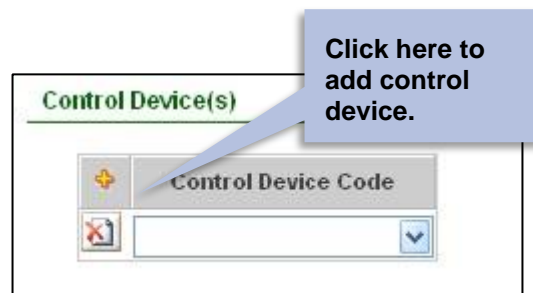 Click here to
add control
device.
Control Device(s)
Control Device Code